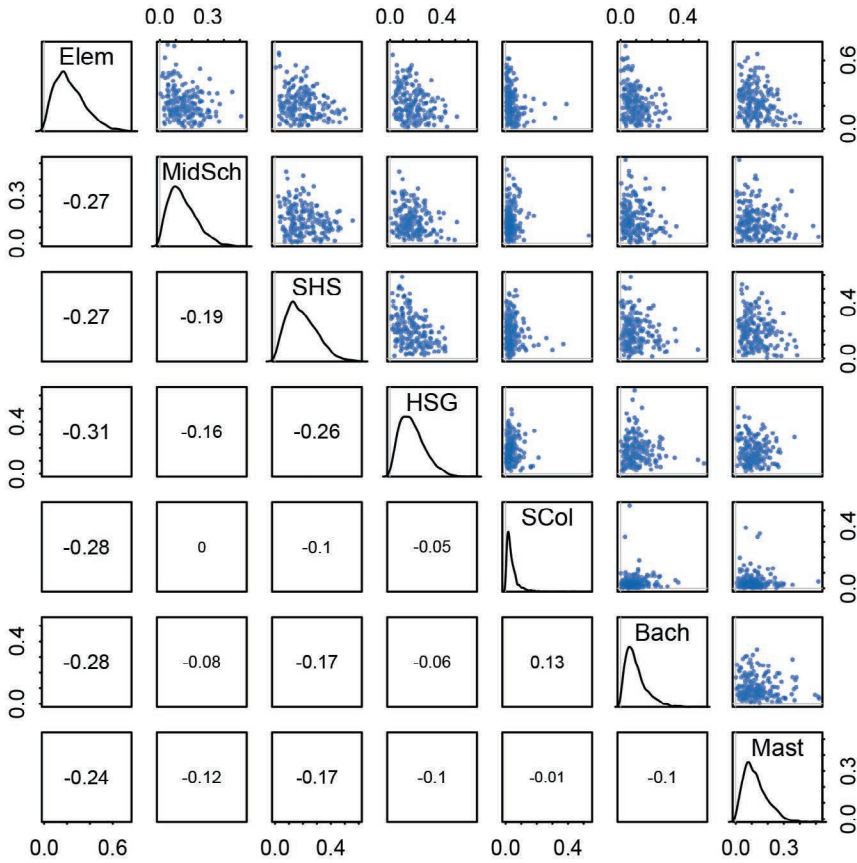 0.0 0.3 0.0 0.4 0.0 0.4
Elem 0.0 0.6
0.0 0.3 -0.27 MidSch
-0.27 -0.19 SHS 0.0 0.4
0.0 0.4 -0.31 -0.16 -0.26 HSG
-0.28 0 -0.1 -0.05 SCol 0.0 0.4
0.0 0.4 -0.28 -0.08 -0.17 -0.06 0.13 Bach
-0.24 -0.12 -0.17 -0.1 -0.01 -0.1 Mast 0.0 0.3
0.0 0.6 0.0 0.4 0.0 0.4 0.0 0.3